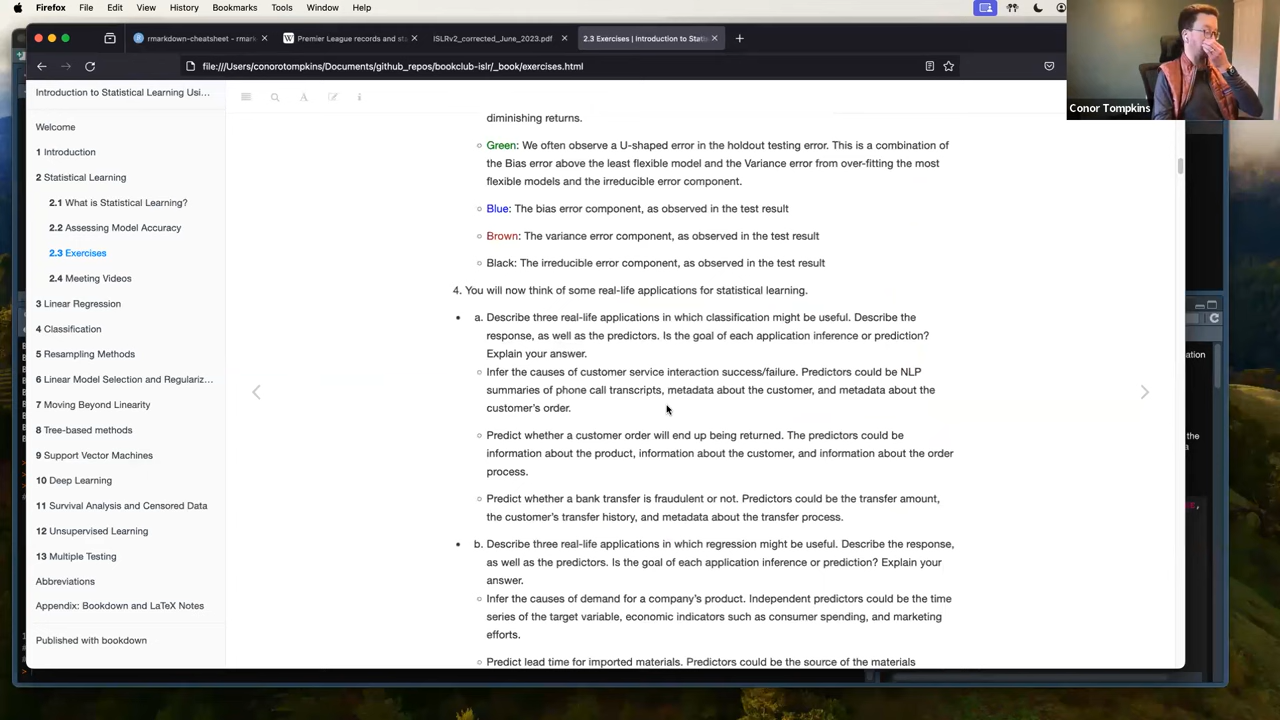 Firefox File Edit View History Bookmarks Tools Window Help
rmarkdown-cheatsheet - rmark
Premier League records and st
ISLRv2_corrected_June_2023.pdf
2.3 Exercises | Introduction to Stati
file:///Users/conorotompkins/Documents/github_repos/bookclub-islr/_book/exercises.html
Conor Tompkins
Introduction to Statistical Learning Usi...
Welcome
1 Introduction
2 Statistical Learning
2.1 What is Statistical Learning?
2.2 Assessing Model Accuracy
2.3 Exercises
2.4 Meeting Videos
3 Linear Regression
4 Classification
5 Resampling Methods
6 Linear Model Selection and Regulariz...
7 Moving Beyond Linearity
8 Tree-based methods
9 Support Vector Machines
10 Deep Learning
11 Survival Analysis and Censored Data
12 Unsupervised Learning
13 Multiple Testing
Abbreviations
Appendix: Bookdown and LaTeX Notes
Published with bookdown
diminishing returns.
Green: We often observe a U-shaped error in the holdout testing error. This is a combination of
the Bias error above the least flexible model and the Variance error from over-fitting the most
flexible models and the irreducible error component.
Blue: The bias error component, as observed in the test result
Brown: The variance error component, as observed in the test result
Black: The irreducible error component, as observed in the test result
4. You will now think of some real-life applications for statistical learning.
a. Describe three real-life applications in which classification might be useful. Describe the
response, as well as the predictors. Is the goal of each application inference or prediction?
Explain your answer.
Infer the causes of customer service interaction success/failure. Predictors could be NLP
summaries of phone call transcripts, metadata about the customer, and metadata about the
customer's order.
Predict whether a customer order will end up being returned. The predictors could be
information about the product, information about the customer, and information about the order
process.
Predict whether a bank transfer is fraudulent or not. Predictors could be the transfer amount,
the customer's transfer history, and metadata about the transfer process.
b. Describe three real-life applications in which regression might be useful. Describe the response,
as well as the predictors. Is the goal of each application inference or prediction? Explain your
answer.
Infer the causes of demand for a company's product. Independent predictors could be the time
series of the target variable, economic indicators such as consumer spending, and marketing
efforts.
Predict lead time for imported materials. Predictors could be the source of the materials